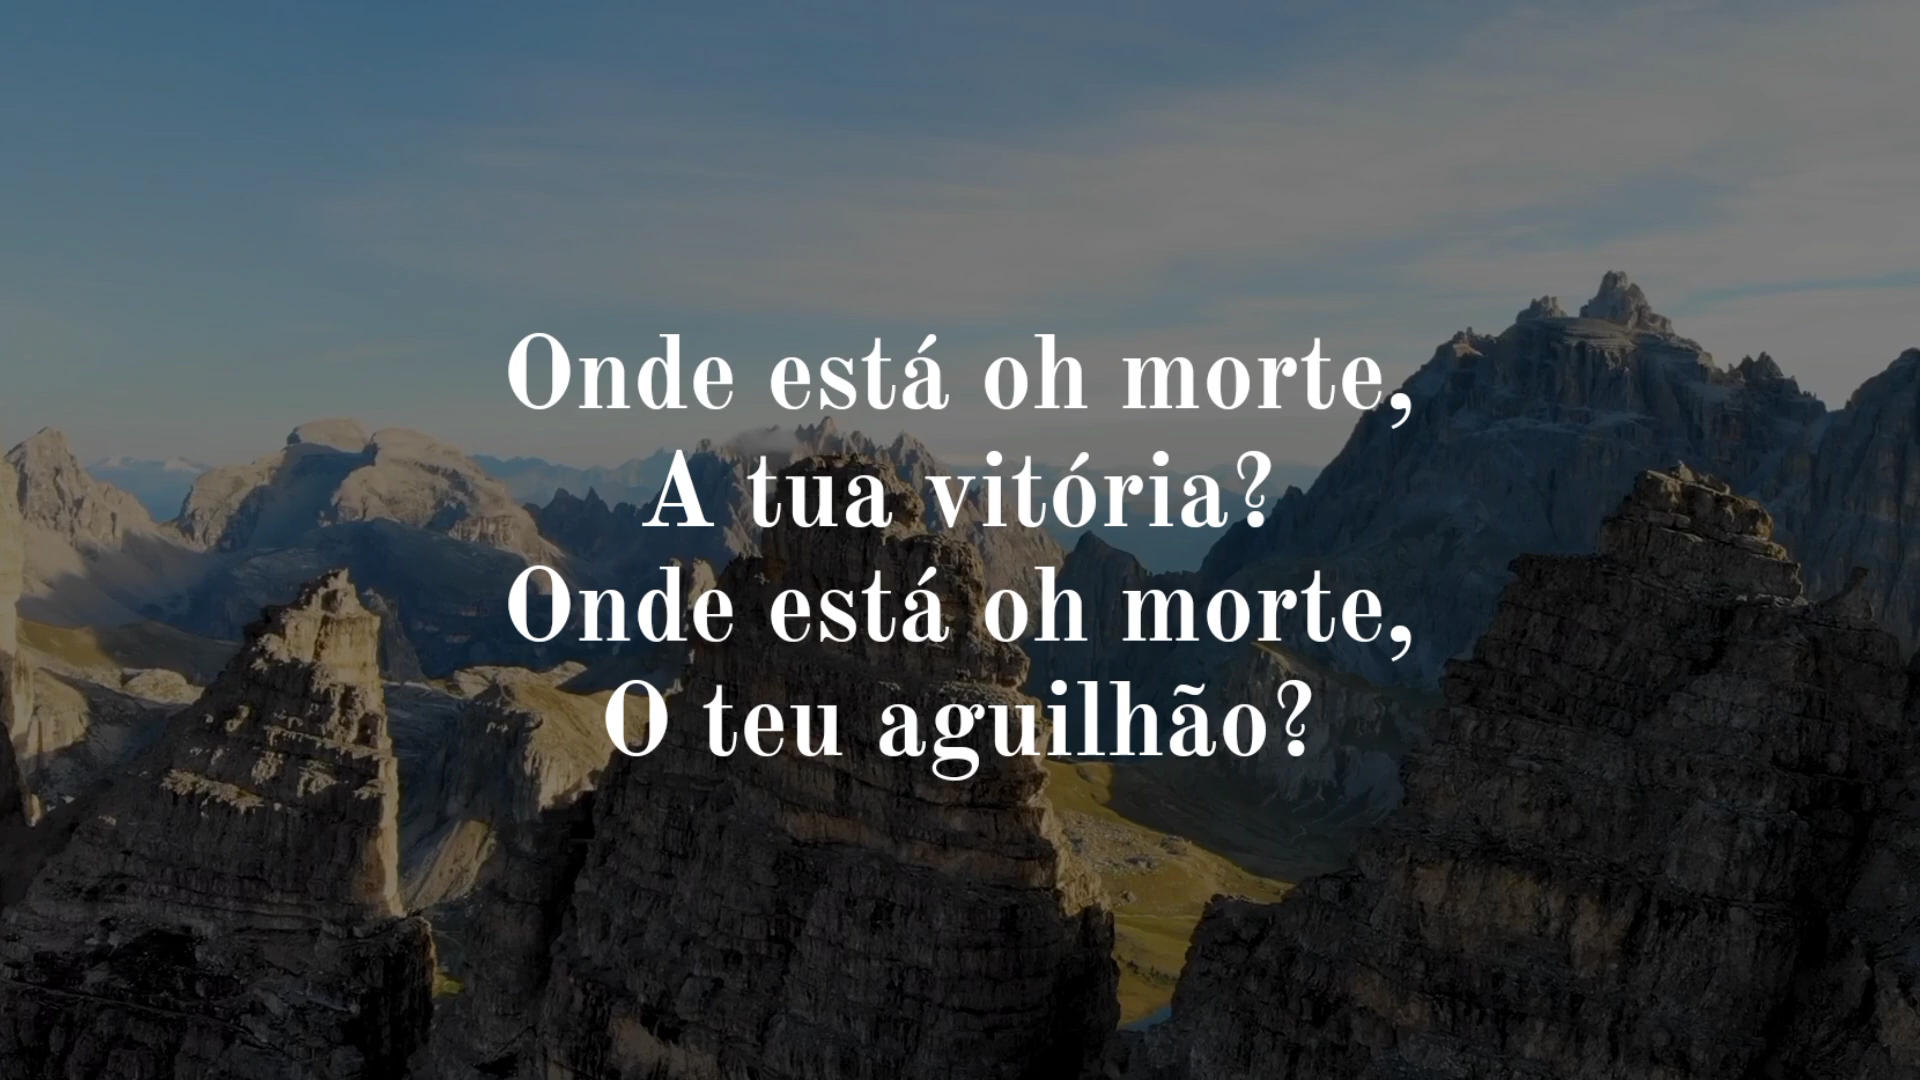 Onde está oh morte,
A tua vitória?
Onde está oh morte,
O teu aguilhão?